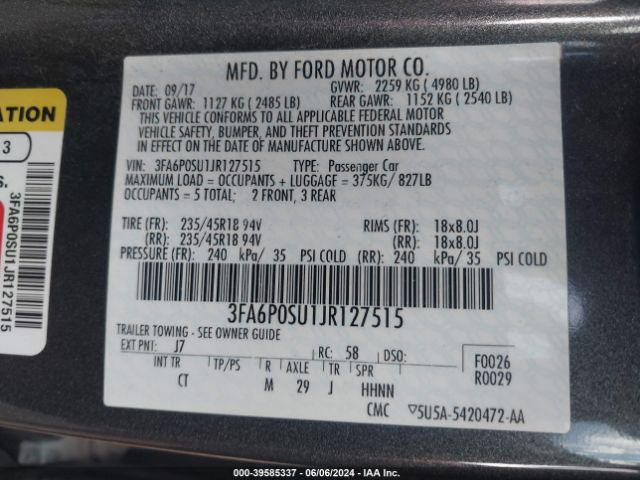 MFD. BY FORD MOTOR CO.
DATE: 09/17 GVWR: 2259 KG ( 4980 LB)
FRONT GAWR: 1127 KG ( 2485 LB) REAR GAWR: 1152 KG ( 2540 LB)
THIS VEHICLE CONFORMS TO ALL APPLICABLE FEDERAL MOTOR
VEHICLE SAFETY, BUMPER, AND THEFT PREVENTION STANDARDS
IN EFFECT ON THE DATE OF MANUFACTURE SHOWN ABOVE.
VIN: 3FA6P0SU1JR127515 TYPE: Passenger Car
MAXIMUM LOAD = OCCUPANTS + LUGGAGE = 375KG/ 827LB
OCCUPANTS = 5 TOTAL: 2 FRONT, 3 REAR
TIRE (FR): 235/45R18 94V RIMS (FR): 18x8.0J
(RR): 235/45R18 94V (RR): 18x8.0J
PRESSURE (FR): 240 kPa/ 35 PSI COLD (RR): 240 kPa/ 35 PSI COLD
3FA6P0SU1JR127515
TRAILER TOWING - SEE OWNER GUIDE
EXT PNT: J7 RC: 58 DSO: F0026
INT TR TP/PS R AXLE TR SPR R0029
CT M 29 J HHNN
CMC ▽5U5A-5420472-AA
ATION
3
S.
3FA6P0SU1JR127515
000-39585337 - 06/06/2024 - IAA Inc.